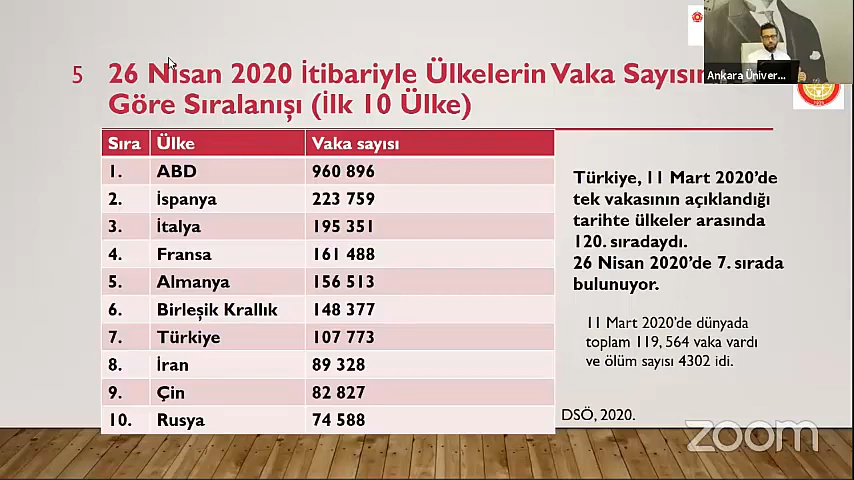 5
26 Nisan 2020 İtibariyle Ülkelerin Vaka
Göre Sıralanışı (İlk 10 Ülke)
Ankara Üniver...
Sıra Ülke Vaka sayısı
1. ABD 960 896
2. İspanya 223 759
3. İtalya 195 351
4. Fransa 161 488
5. Almanya 156 513
6. Birleşik Krallık 148 377
7. Türkiye 107 773
8. İran 89 328
9. Çin 82 827
10. Rusya 74 588
Türkiye, 11 Mart 2020’de
tek vakasının açıklandığı
tarihte ülkeler arasında
120. sıradaydı.
26 Nisan 2020’de 7. sırada
bulunuyor.
11 Mart 2020’de dünyada
toplam 119, 564 vaka vardı
ve ölüm sayısı 4302 idi.
DSÖ, 2020.
zoom